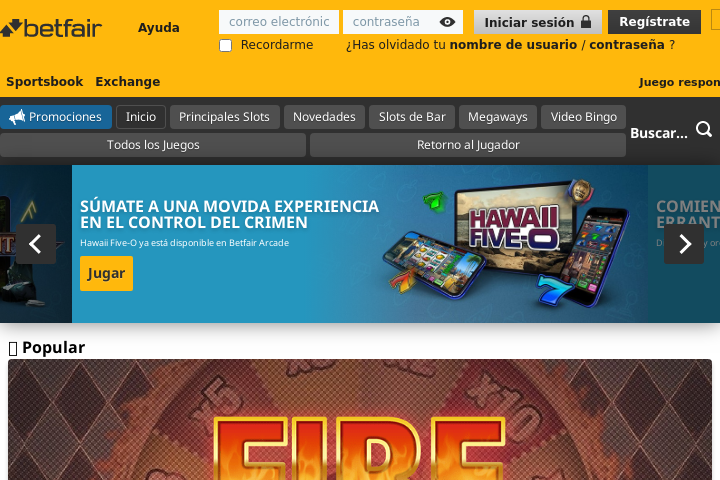 betfair
Ayuda
correo electrónic
contraseña
Iniciar sesión
Regístrate
Recordarme
¿Has olvidado tu nombre de usuario / contraseña ?
Sportsbook
Exchange
Juego respon
Promociones
Inicio
Principales Slots
Novedades
Slots de Bar
Megaways
Video Bingo
Buscar...
Todos los Juegos
Retorno al Jugador
SÚMATE A UNA MOVIDA EXPERIENCIA
EN EL CONTROL DEL CRIMEN
Hawaii Five-O ya está disponible en Betfair Arcade
Jugar
HAWAII
FIVE-O
COMIEN
ERRANT
Popular
X5
X10
FIRE